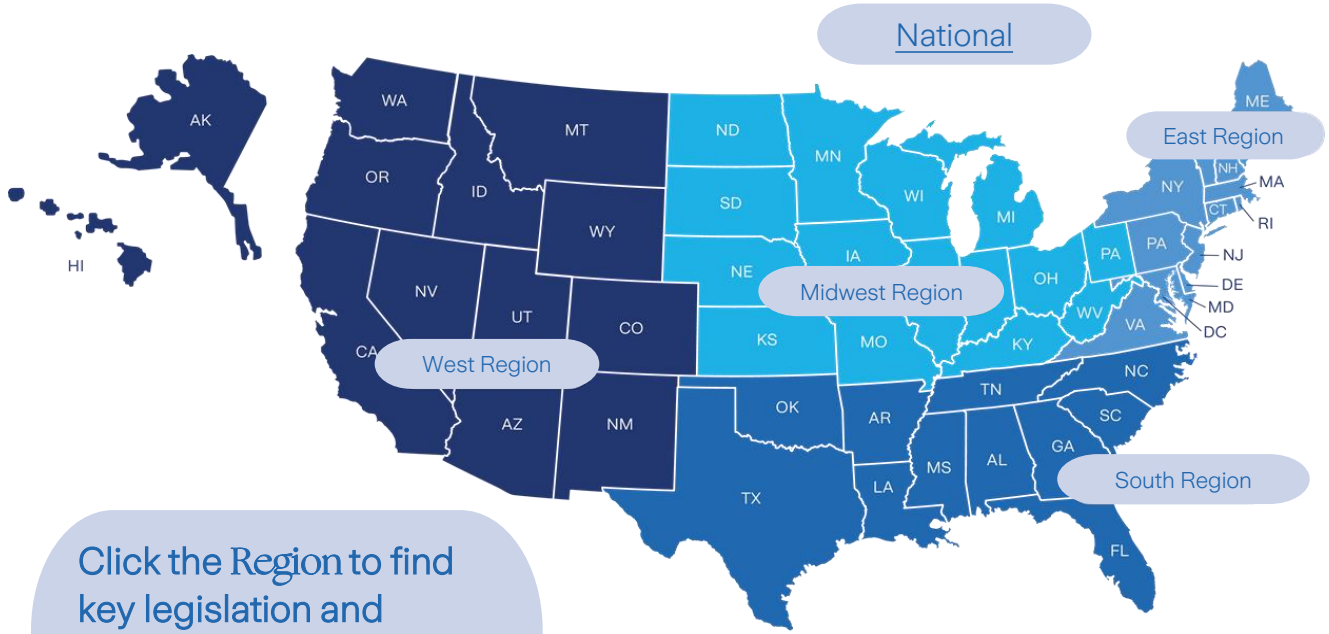 National
ME
WA
AK
MT
ND
MN
East Region
OR
ID
SD
WI
MI
NY
NH
MA
CT
RI
WY
HI
NE
IA
OH
PA
PA
NJ
NV
UT
CO
Midwest Region
DE
MD
WV
VA
DC
CA
West Region
KS
MO
KY
AZ
NM
OK
AR
TN
NC
SC
TX
LA
MS
AL
GA
South Region
FL
Click the Region to find
key legislation and